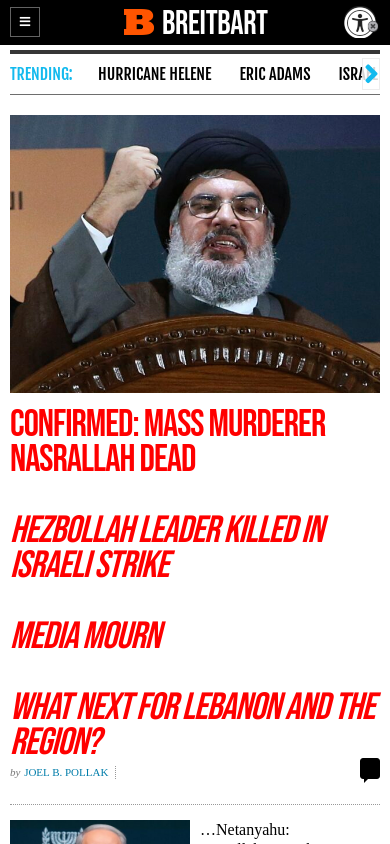 B BREITBART
TRENDING: HURRICANE HELENE ERIC ADAMS ISRA
CONFIRMED: MASS MURDERER
NASRALLAH DEAD
HEZBOLLAH LEADER KILLED IN
ISRAELI STRIKE
MEDIA MOURN
WHAT NEXT FOR LEBANON AND THE
REGION?
by JOEL B. POLLAK
…Netanyahu: